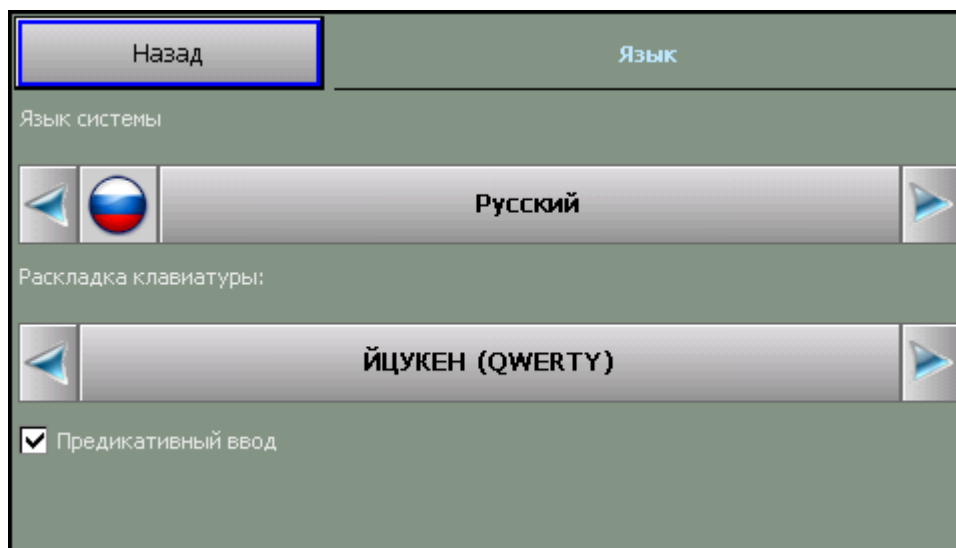 Назад
Язык
Язык системы
Русский
Раскладка клавиатуры:
ЙЦУКЕН (QWERTY)
Предикативный ввод